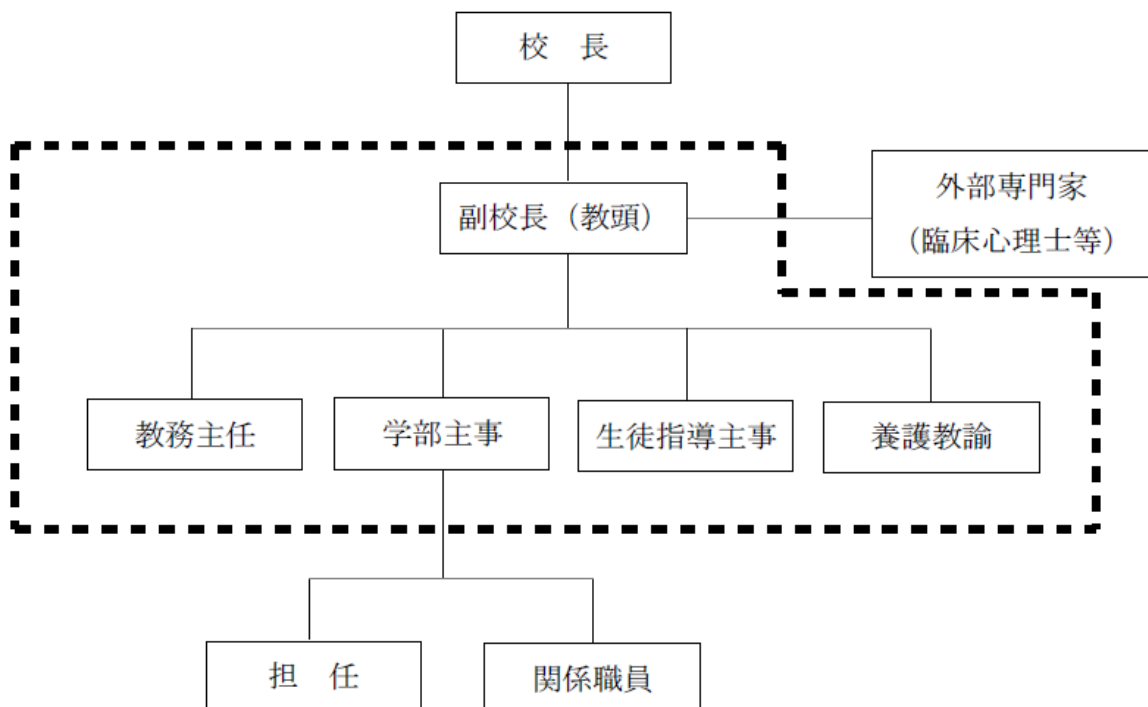 校　長
副校長（教頭）
外部専門家
（臨床心理士等）
教務主任
学部主事
生徒指導主事
養護教諭
担　任
関係職員